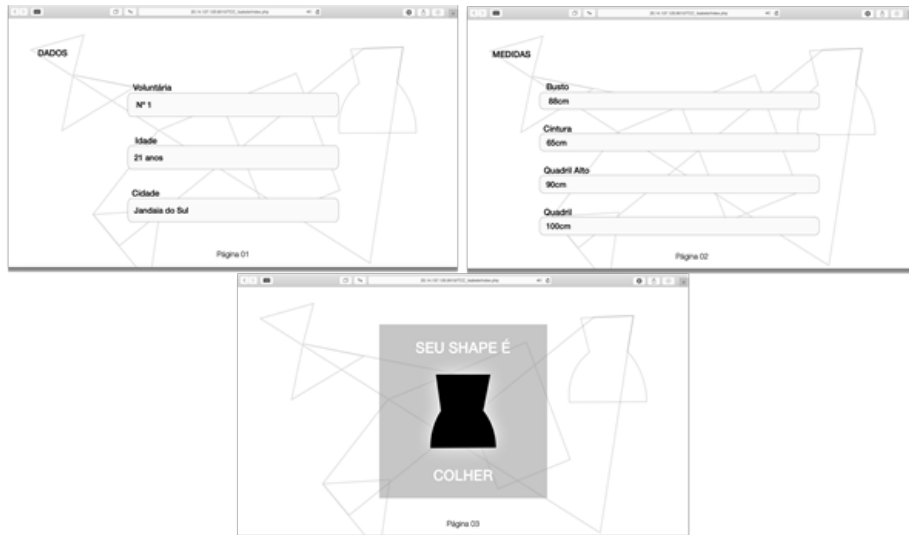 DADOS
Voluntária
Nº 1
Idade
21 anos
Cidade
Jandaia do Sul
Página 01
MEDIDAS
Busto
88cm
Cintura
65cm
Quadril Alto
90cm
Quadril
100cm
Página 02
SEU SHAPE É
COLHER
Página 03